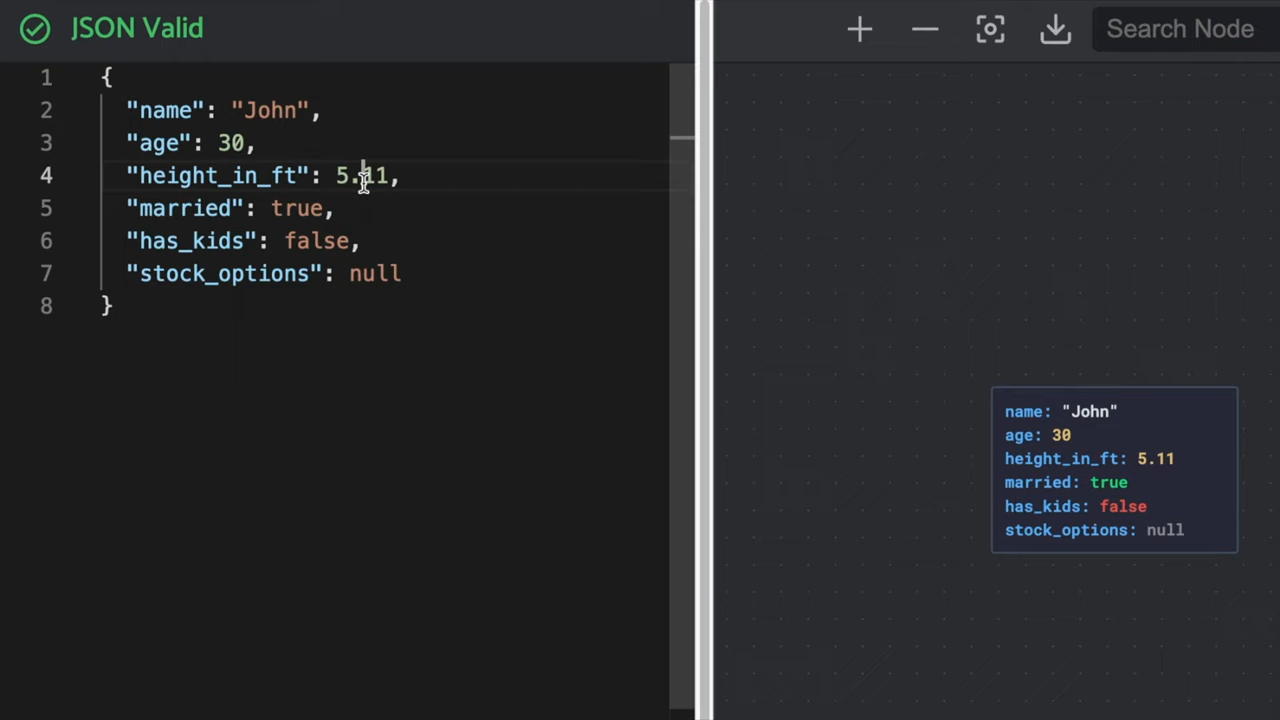 JSON Valid
Search Node
1 {
2 "name": "John",
3 "age": 30,
4 "height_in_ft": 5.11,
5 "married": true,
6 "has_kids": false,
7 "stock_options": null
8 }
name: "John"
age: 30
height_in_ft: 5.11
married: true
has_kids: false
stock_options: null